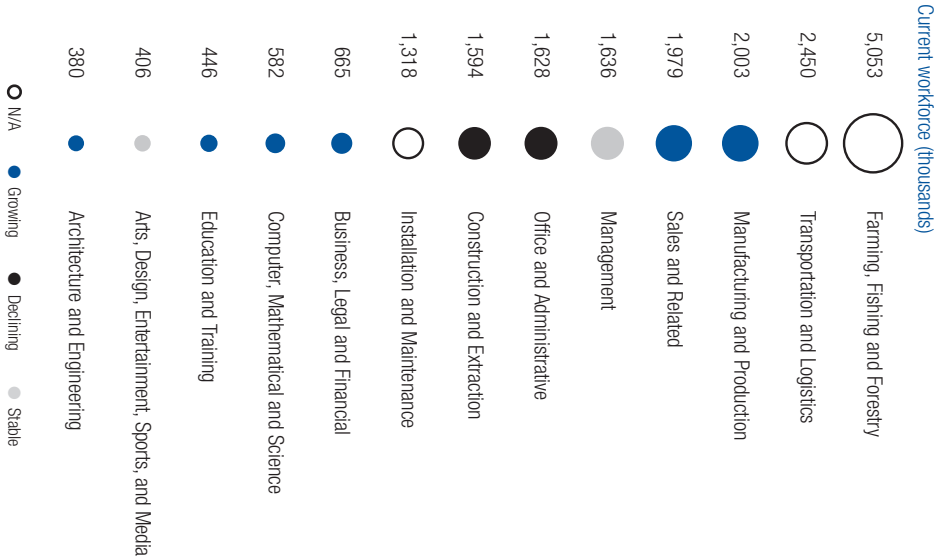 Current workforce (thousands)
5,053 Farming, Fishing and Forestry
2,450 Transportation and Logistics
2,003 Manufacturing and Production
1,979 Sales and Related
1,636 Management
1,628 Office and Administrative
1,594 Construction and Extraction
1,318 Installation and Maintenance
665 Business, Legal and Financial
582 Computer, Mathematical and Science
446 Education and Training
406 Arts, Design, Entertainment, Sports, and Media
380 Architecture and Engineering
N/A Growing Declining Stable